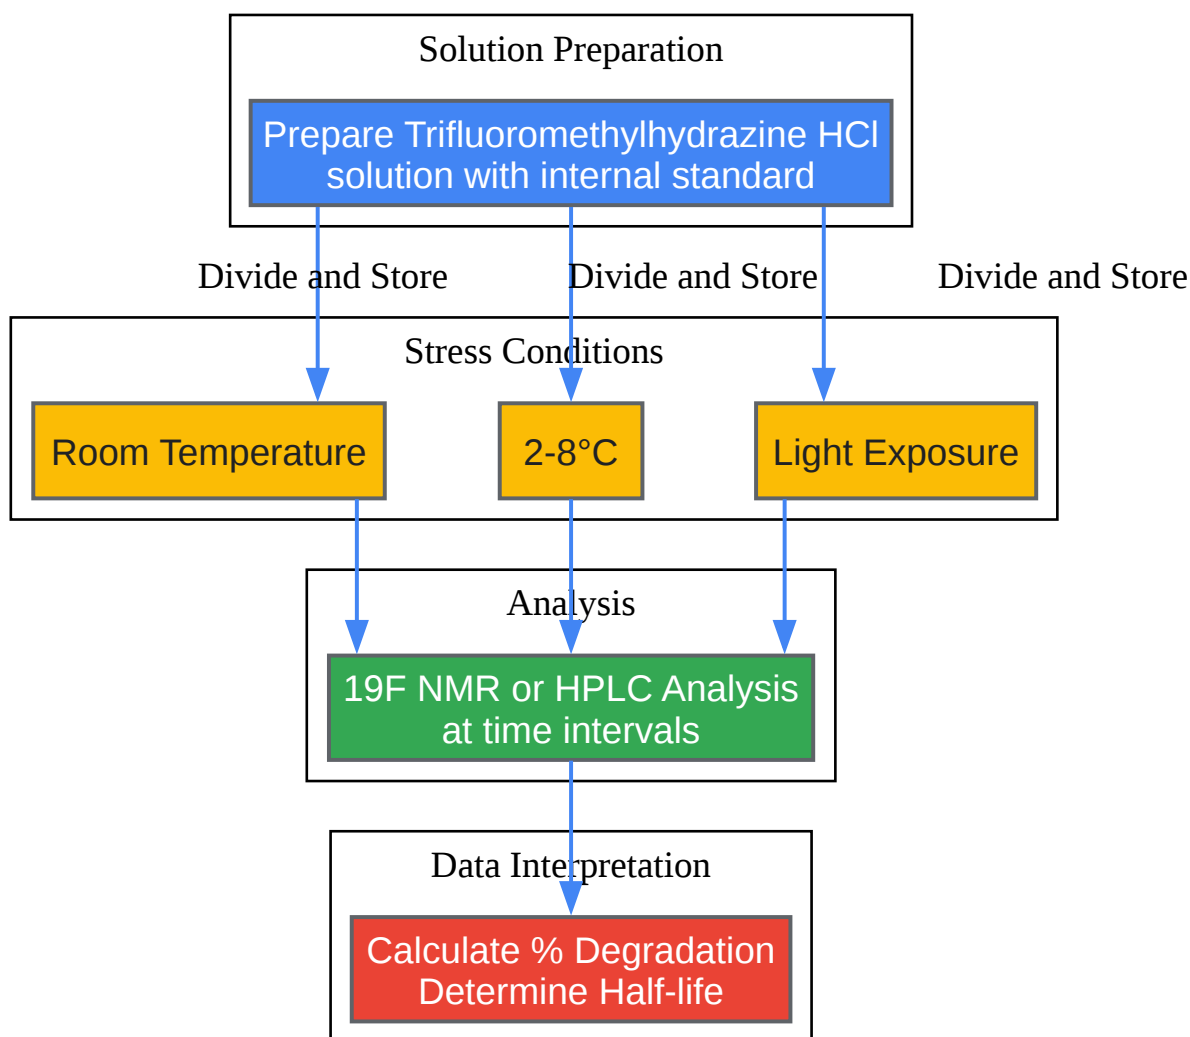 Solution Preparation
Prepare Trifluoromethylhydrazine HCl
solution with internal standard
Divide and Store
Divide and Store
Divide and Store
Stress Conditions
Room Temperature
2-8°C
Light Exposure
Analysis
19F NMR or HPLC Analysis
at time intervals
Data Interpretation
Calculate % Degradation
Determine Half-life